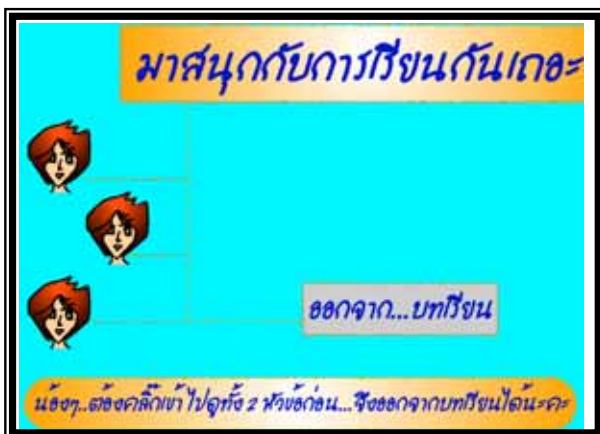 มาสนุกกับการเรียนกันเถอะ
ออกจาก...บทเรียน
น้องๆ..ต้องคลิ๊กเข้าไปดูทั้ง 2 หัวข้อก่อน...จึงออกจากบทเรียนได้นะคะ